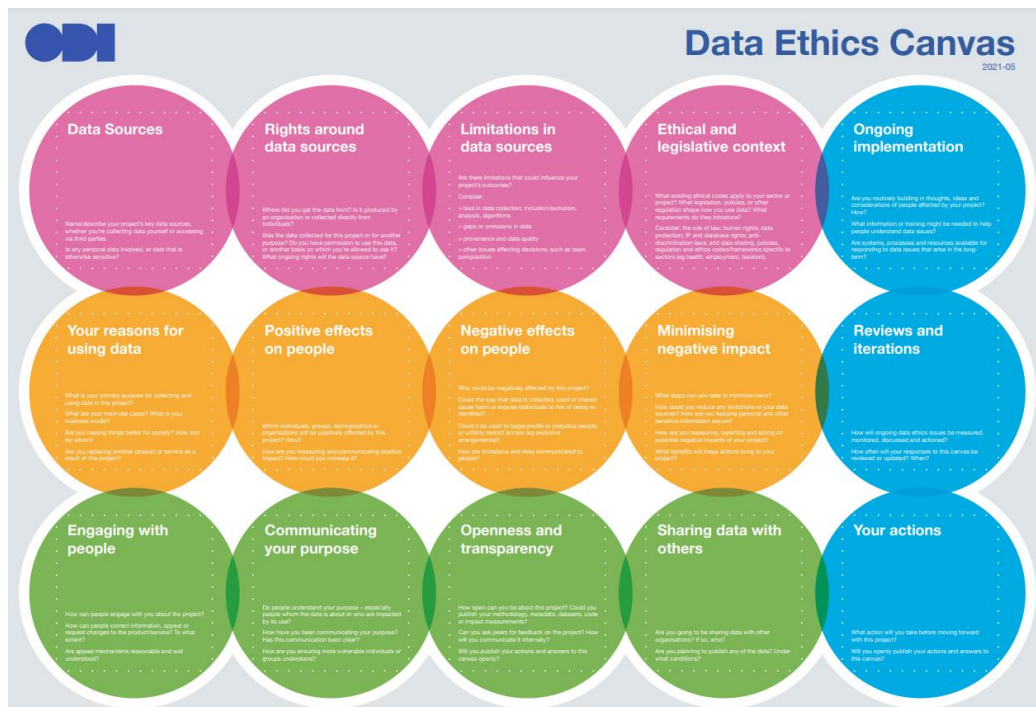 ODI
Data Ethics Canvas
2021-05
Data Sources
Name/describe your project's key data sources,
whether you're collecting data yourself or accessing
via third parties.
Is any personal data involved, or data that is
otherwise sensitive?
Rights around
data sources
Where did you get the data from? Is it produced by
an organisation or collected directly from
individuals?
Was the data collected for this project or for another
purpose? Do you have permission to use this data,
or another basis on which you're allowed to use it?
What ongoing rights will the data source have?
Limitations in
data sources
Are there limitations that could influence your
project's outcomes?
Consider:
> bias in data collection, inclusion/exclusion,
analysis, algorithms
> gaps or omissions in data
> provenance and data quality
> other issues affecting decisions, such as team
composition
Ethical and
legislative context
What existing ethical codes apply to your sector or
project? What legislation, policies, or other
regulation shape how you use data? What
requirements do they introduce?
Consider: the rule of law; human rights; data
protection; IP and database rights; anti-
discrimination laws; and data sharing, policies,
regulation and ethics codes/frameworks specific to
sectors (eg health, employment, taxation).
Ongoing
implementation
Are you routinely building in thoughts, ideas and
considerations of people affected by your project?
How?
What information or training might be needed to help
people understand data issues?
Are systems, processes and resources available for
responding to data issues that arise in the long-
term?
Your reasons for
using data
What is your primary purpose for collecting and
using data in this project?
What are your main use cases? What is your
business model?
Are you making things better for society? How and
for whom?
Are you replacing another product or service as a
result of this project?
Positive effects
on people
Which individuals, groups, demographics or
organisations will be positively affected by this
project? How?
How are you measuring and communicating positive
impact? How could you increase it?
Negative effects
on people
Who could be negatively affected by this project?
Could the way that data is collected, used or shared
cause harm or expose individuals to risk of being re-
identified?
Could it be used to target, profile or prejudice people,
or unfairly restrict access (eg exclusive
arrangements)?
How are limitations and risks communicated to
people?
Minimising
negative impact
What steps can you take to minimise harm?
How could you reduce any limitations in your data
sources? How are you keeping personal and other
sensitive information secure?
How are you measuring, reporting and acting on
potential negative impacts of your project?
What benefits will these actions bring to your
project?
Reviews and
iterations
How will ongoing data ethics issues be measured,
monitored, discussed and actioned?
How often will your responses to this canvas be
reviewed or updated? When?
Engaging with
people
How can people engage with you about the project?
How can people correct information, appeal or
request changes to the product/service? To what
extent?
Are appeal mechanisms reasonable and well
understood?
Communicating
your purpose
Do people understand your purpose – especially
people whom the data is about or who are impacted
by its use?
How have you been communicating your purpose?
Has this communication been clear?
How are you ensuring more vulnerable individuals or
groups understand?
Openness and
transparency
How open can you be about this project? Could you
publish your methodology, metadata, datasets, code
or impact measurements?
Can you ask peers for feedback on the project? How
will you communicate it internally?
Will you publish your actions and answers to this
canvas openly?
Sharing data with
others
Are you going to be sharing data with other
organisations? If so, who?
Are you planning to publish any of the data? Under
what conditions?
Your actions
What action will you take before moving forward
with this project?
Will you openly publish your actions and answers to
this canvas?